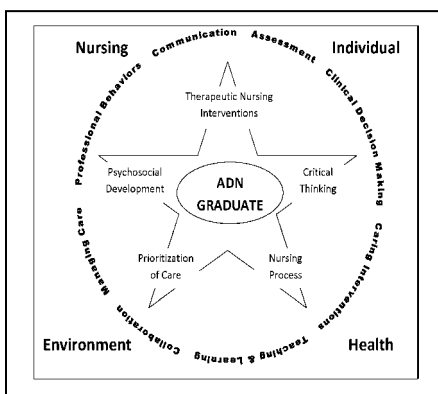 Nursing
Individual
Communication
Assessment
Clinical Decision Making
Caring Interventions
Teaching & Learning
Collaboration
Managing Care
Professional Behaviors
Therapeutic Nursing
Interventions
Psychosocial
Development
Critical
Thinking
ADN
GRADUATE
Prioritization
of Care
Nursing
Process
Environment
Health